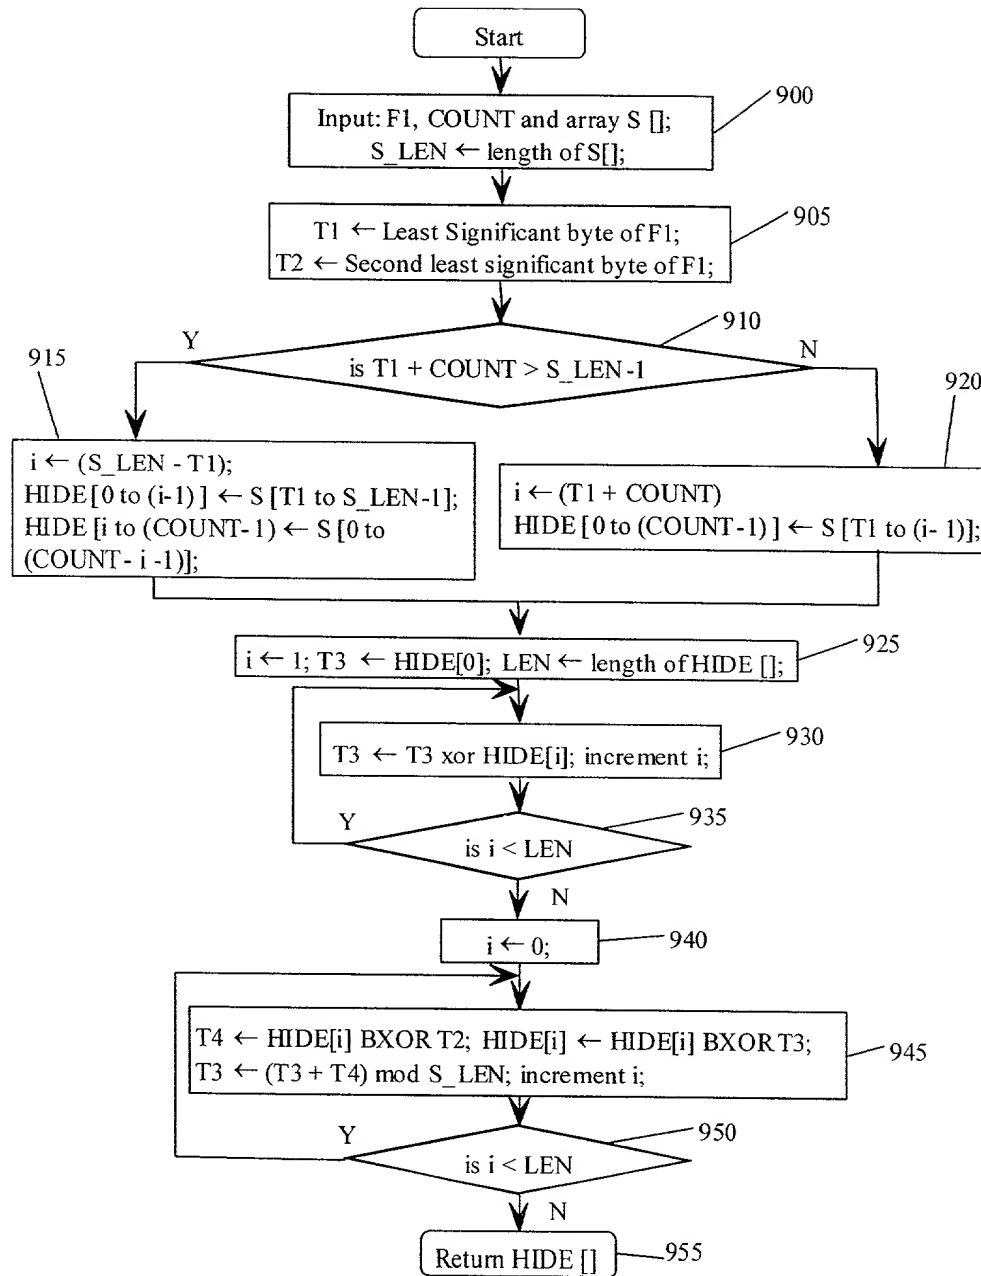 Start
900
Input: F1, COUNT and array S [];
S_LEN ← length of S[];
905
T1 ← Least Significant byte of F1;
T2 ← Second least significant byte of F1;
910
Y
N
is T1 + COUNT > S_LEN -1
915
920
i ← (S_LEN - T1);
HIDE [0 to (i-1) ] ← S [T1 to S_LEN-1];
HIDE [i to (COUNT- 1) ← S [0 to
(COUNT - i -1)];
i ← (T1 + COUNT)
HIDE [0 to (COUNT -1) ] ← S [T1 to (i- 1)];
925
i ← 1; T3 ← HIDE[0]; LEN ← length of HIDE [];
930
T3 ← T3 xor HIDE[i]; increment i;
935
Y
is i < LEN
N
940
i ← 0;
T4 ← HIDE[i] BXOR T2; HIDE[i] ← HIDE[i] BXOR T3;
T3 ← (T3 + T4) mod S_LEN; increment i;
945
950
Y
is i < LEN
N
Return HIDE []
955